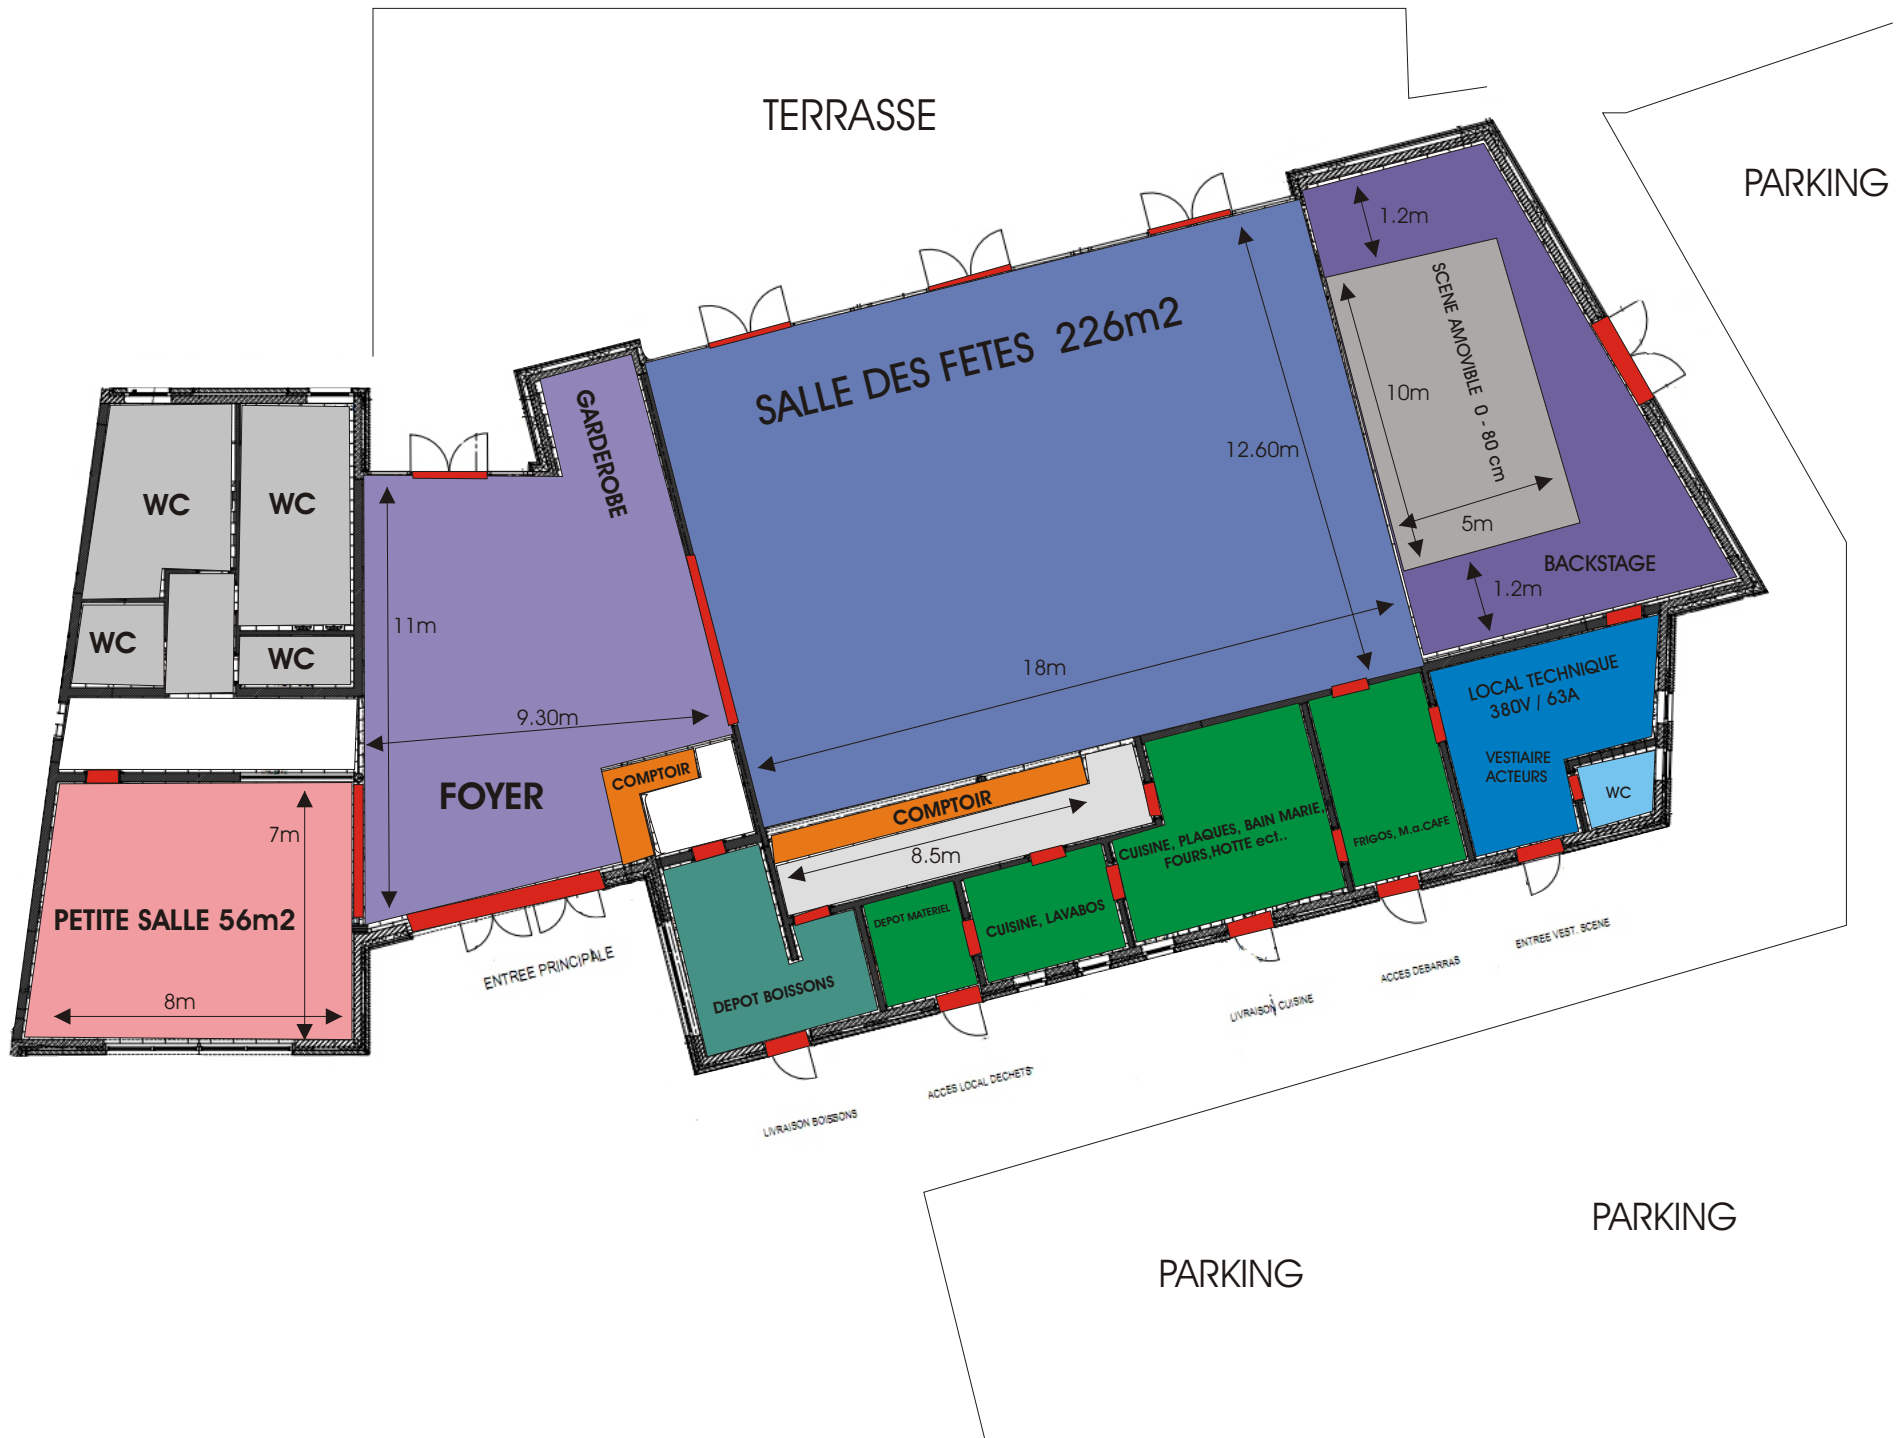 TERRASSE
PARKING
1.2m
SCENE AMOVIBLE 0 - 80 cm
10m
5m
1.2m
BACKSTAGE
SALLE DES FETES 226m2
12.60m
18m
GARDEROBE
WC
WC
WC
WC
11m
9.30m
FOYER
COMPTOIR
COMPTOIR
8.5m
7m
PETITE SALLE 56m2
8m
LOCAL TECHNIQUE
380V / 63A
VESTIAIRE
ACTEURS
WC
CUISINE, PLAQUES, BAIN MARIE,
FOURS,HOTTE ect..
FRIGOS, M.a.CAFE
DEPOT MATERIEL
CUISINE, LAVABOS
DEPOT BOISSONS
ENTREE PRINCIPALE
ENTREE VEST. SCENE
ACCES DEBARRAS
LIVRAISON CUISINE
ACCES LOCAL DECHETS
LIVRAISON BOISSONS
PARKING
PARKING